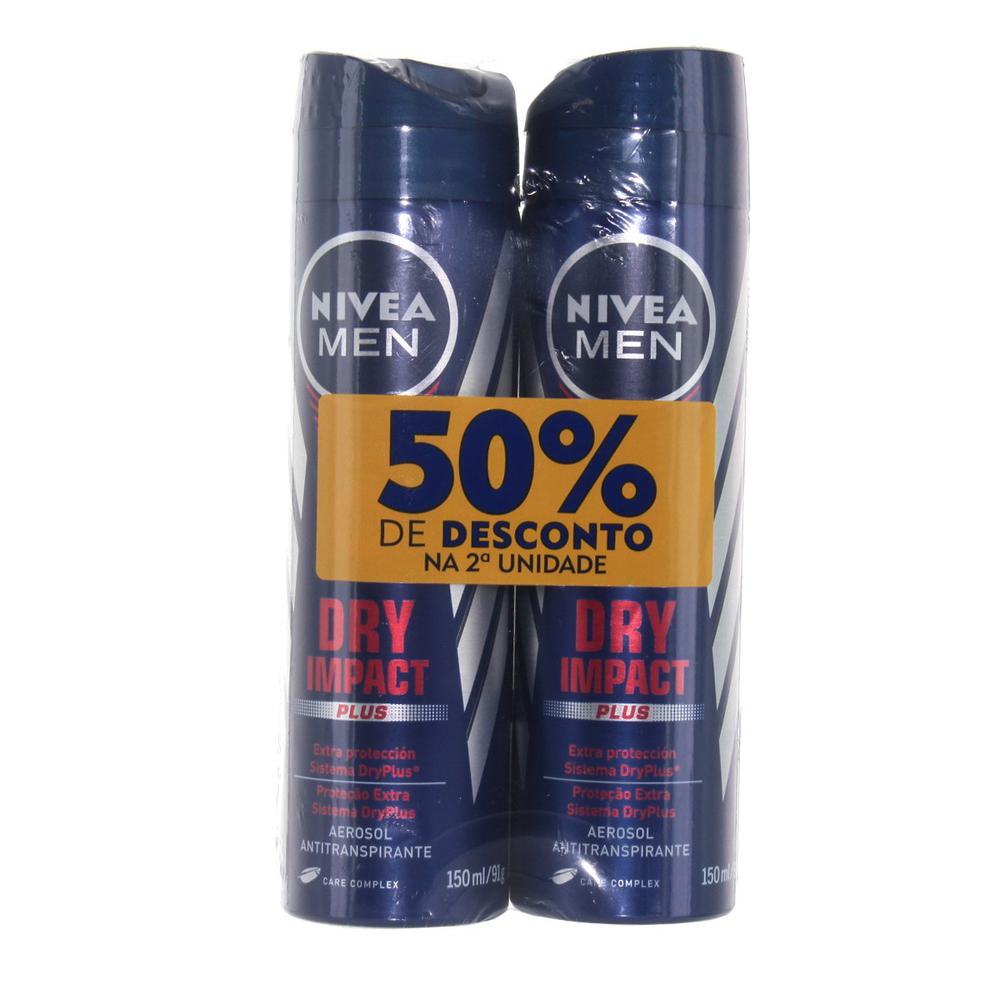 NIVEA
MEN
NIVEA
MEN
50%
DE DESCONTO
NA 2ª UNIDADE
DRY
IMPACT
PLUS
Extra protección
Sistema DryPlus*
Proteção Extra
Sistema DryPlus
AEROSOL
ANTITRANSPIRANTE
CARE COMPLEX
150 ml/91g
DRY
IMPACT
PLUS
Extra protección
Sistema DryPlus*
Proteção Extra
Sistema DryPlus
AEROSOL
ANTITRANSPIRANTE
CARE COMPLEX
150 ml/